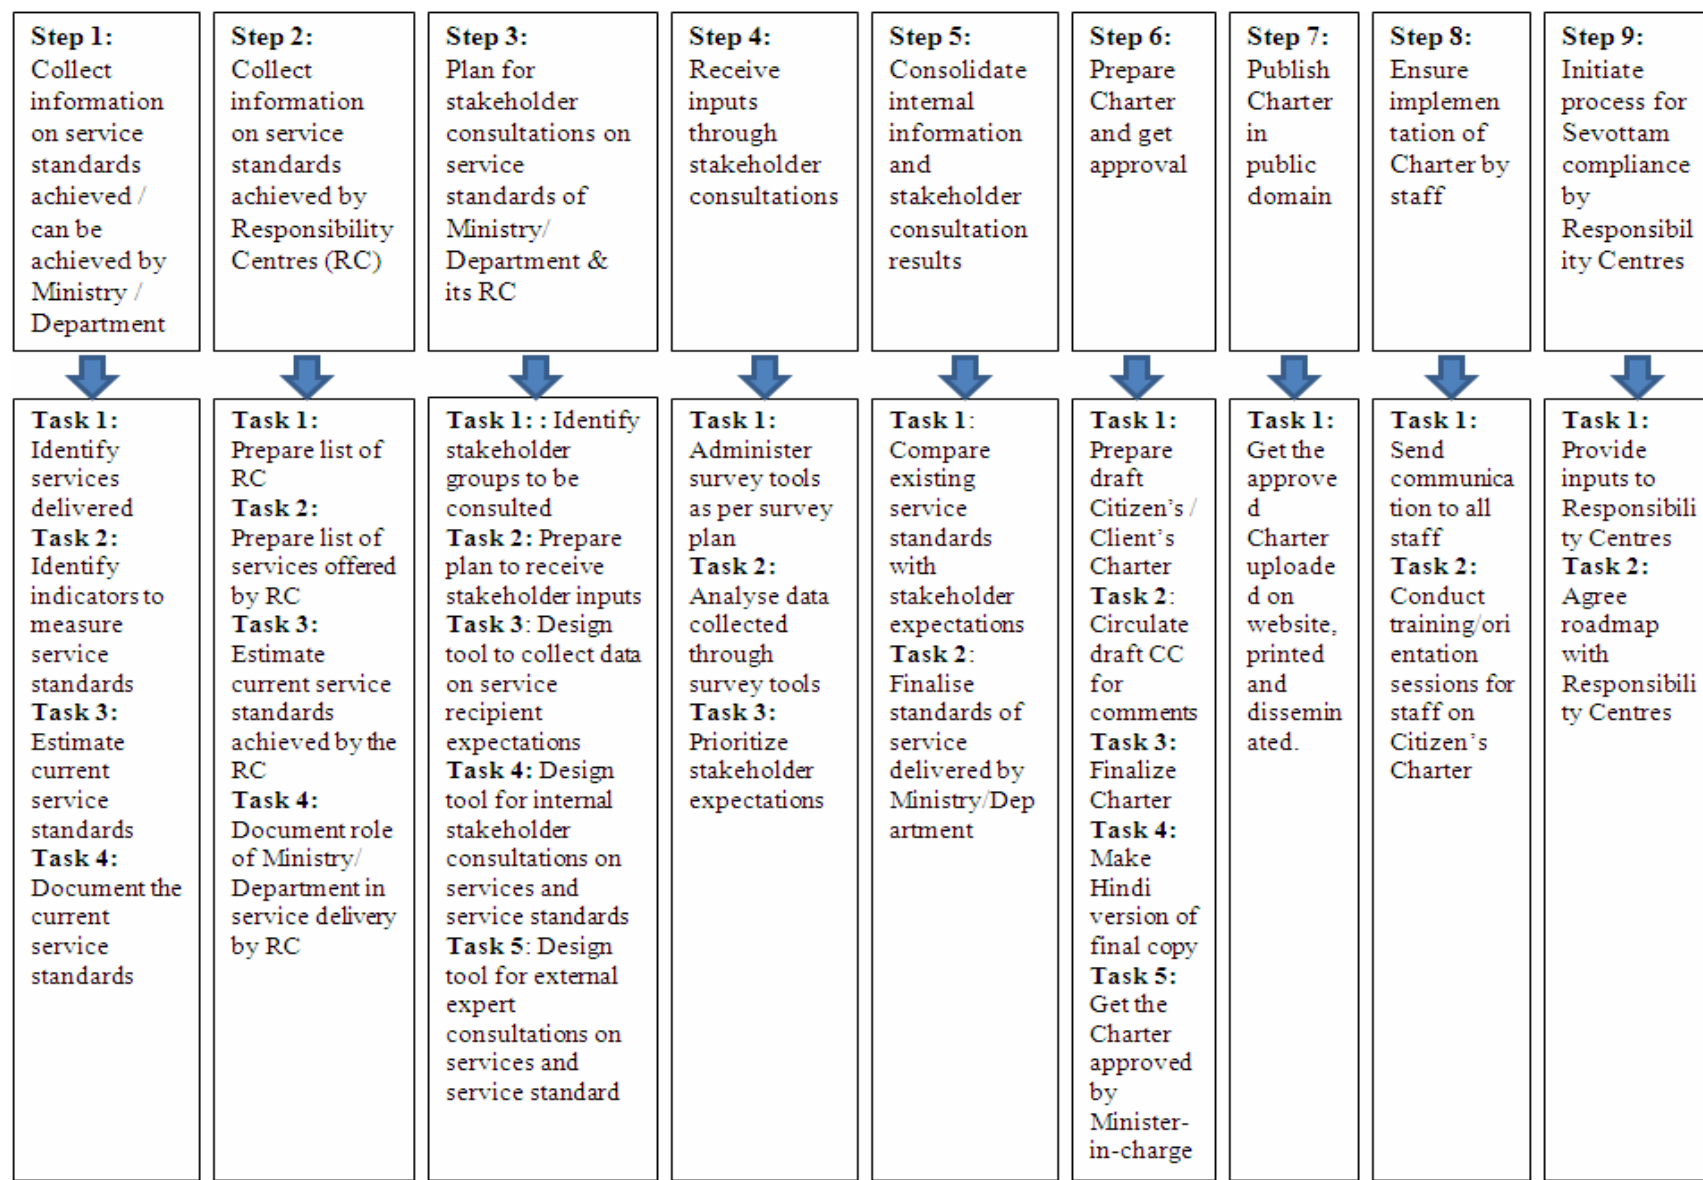 Step 1:
Collect
information
on service
standards
achieved /
can be
achieved by
Ministry /
Department
Step 2:
Collect
information
on service
standards
achieved by
Responsibility
Centres (RC)
Step 3:
Plan for
stakeholder
consultations on
service
standards of
Ministry/
Department &
its RC
Step 4:
Receive
inputs
through
stakeholder
consultations
Step 5:
Consolidate
internal
information
and
stakeholder
consultation
results
Step 6:
Prepare
Charter
and get
approval
Step 7:
Publish
Charter
in
public
domain
Step 8:
Ensure
implemen
tation of
Charter by
staff
Step 9:
Initiate
process for
Sevottam
compliance
by
Responsibil
ity Centres
Task 1:
Identify
services
delivered
Task 2:
Identify
indicators to
measure
service
standards
Task 3:
Estimate
current
service
standards
Task 4:
Document the
current
service
standards
Task 1:
Prepare list of
RC
Task 2:
Prepare list of
services offered
by RC
Task 3:
Estimate
current service
standards
achieved by the
RC
Task 4:
Document role
of Ministry/
Department in
service delivery
by RC
Task 1: : Identify
stakeholder
groups to be
consulted
Task 2: Prepare
plan to receive
stakeholder inputs
Task 3: Design
tool to collect data
on service
recipient
expectations
Task 4: Design
tool for internal
stakeholder
consultations on
services and
service standards
Task 5: Design
tool for external
expert
consultations on
services and
service standard
Task 1:
Administer
survey tools
as per survey
plan
Task 2:
Analyse data
collected
through
survey tools
Task 3:
Prioritize
stakeholder
expectations
Task 1:
Compare
existing
service
standards
with
stakeholder
expectations
Task 2:
Finalise
standards of
service
delivered by
Ministry/Dep
artment
Task 1:
Prepare
draft
Citizen's /
Client's
Charter
Task 2:
Circulate
draft CC
for
comments
Task 3:
Finalize
Charter
Task 4:
Make
Hindi
version of
final copy
Task 5:
Get the
Charter
approved
by
Minister-
in-charge
Task 1:
Get the
approve
d
Charter
uploade
d on
website,
printed
and
dissemin
ated.
Task 1:
Send
communica
tion to all
staff
Task 2:
Conduct
training/ori
entation
sessions for
staff on
Citizen's
Charter
Task 1:
Provide
inputs to
Responsibili
ty Centres
Task 2:
Agree
roadmap
with
Responsibili
ty Centres